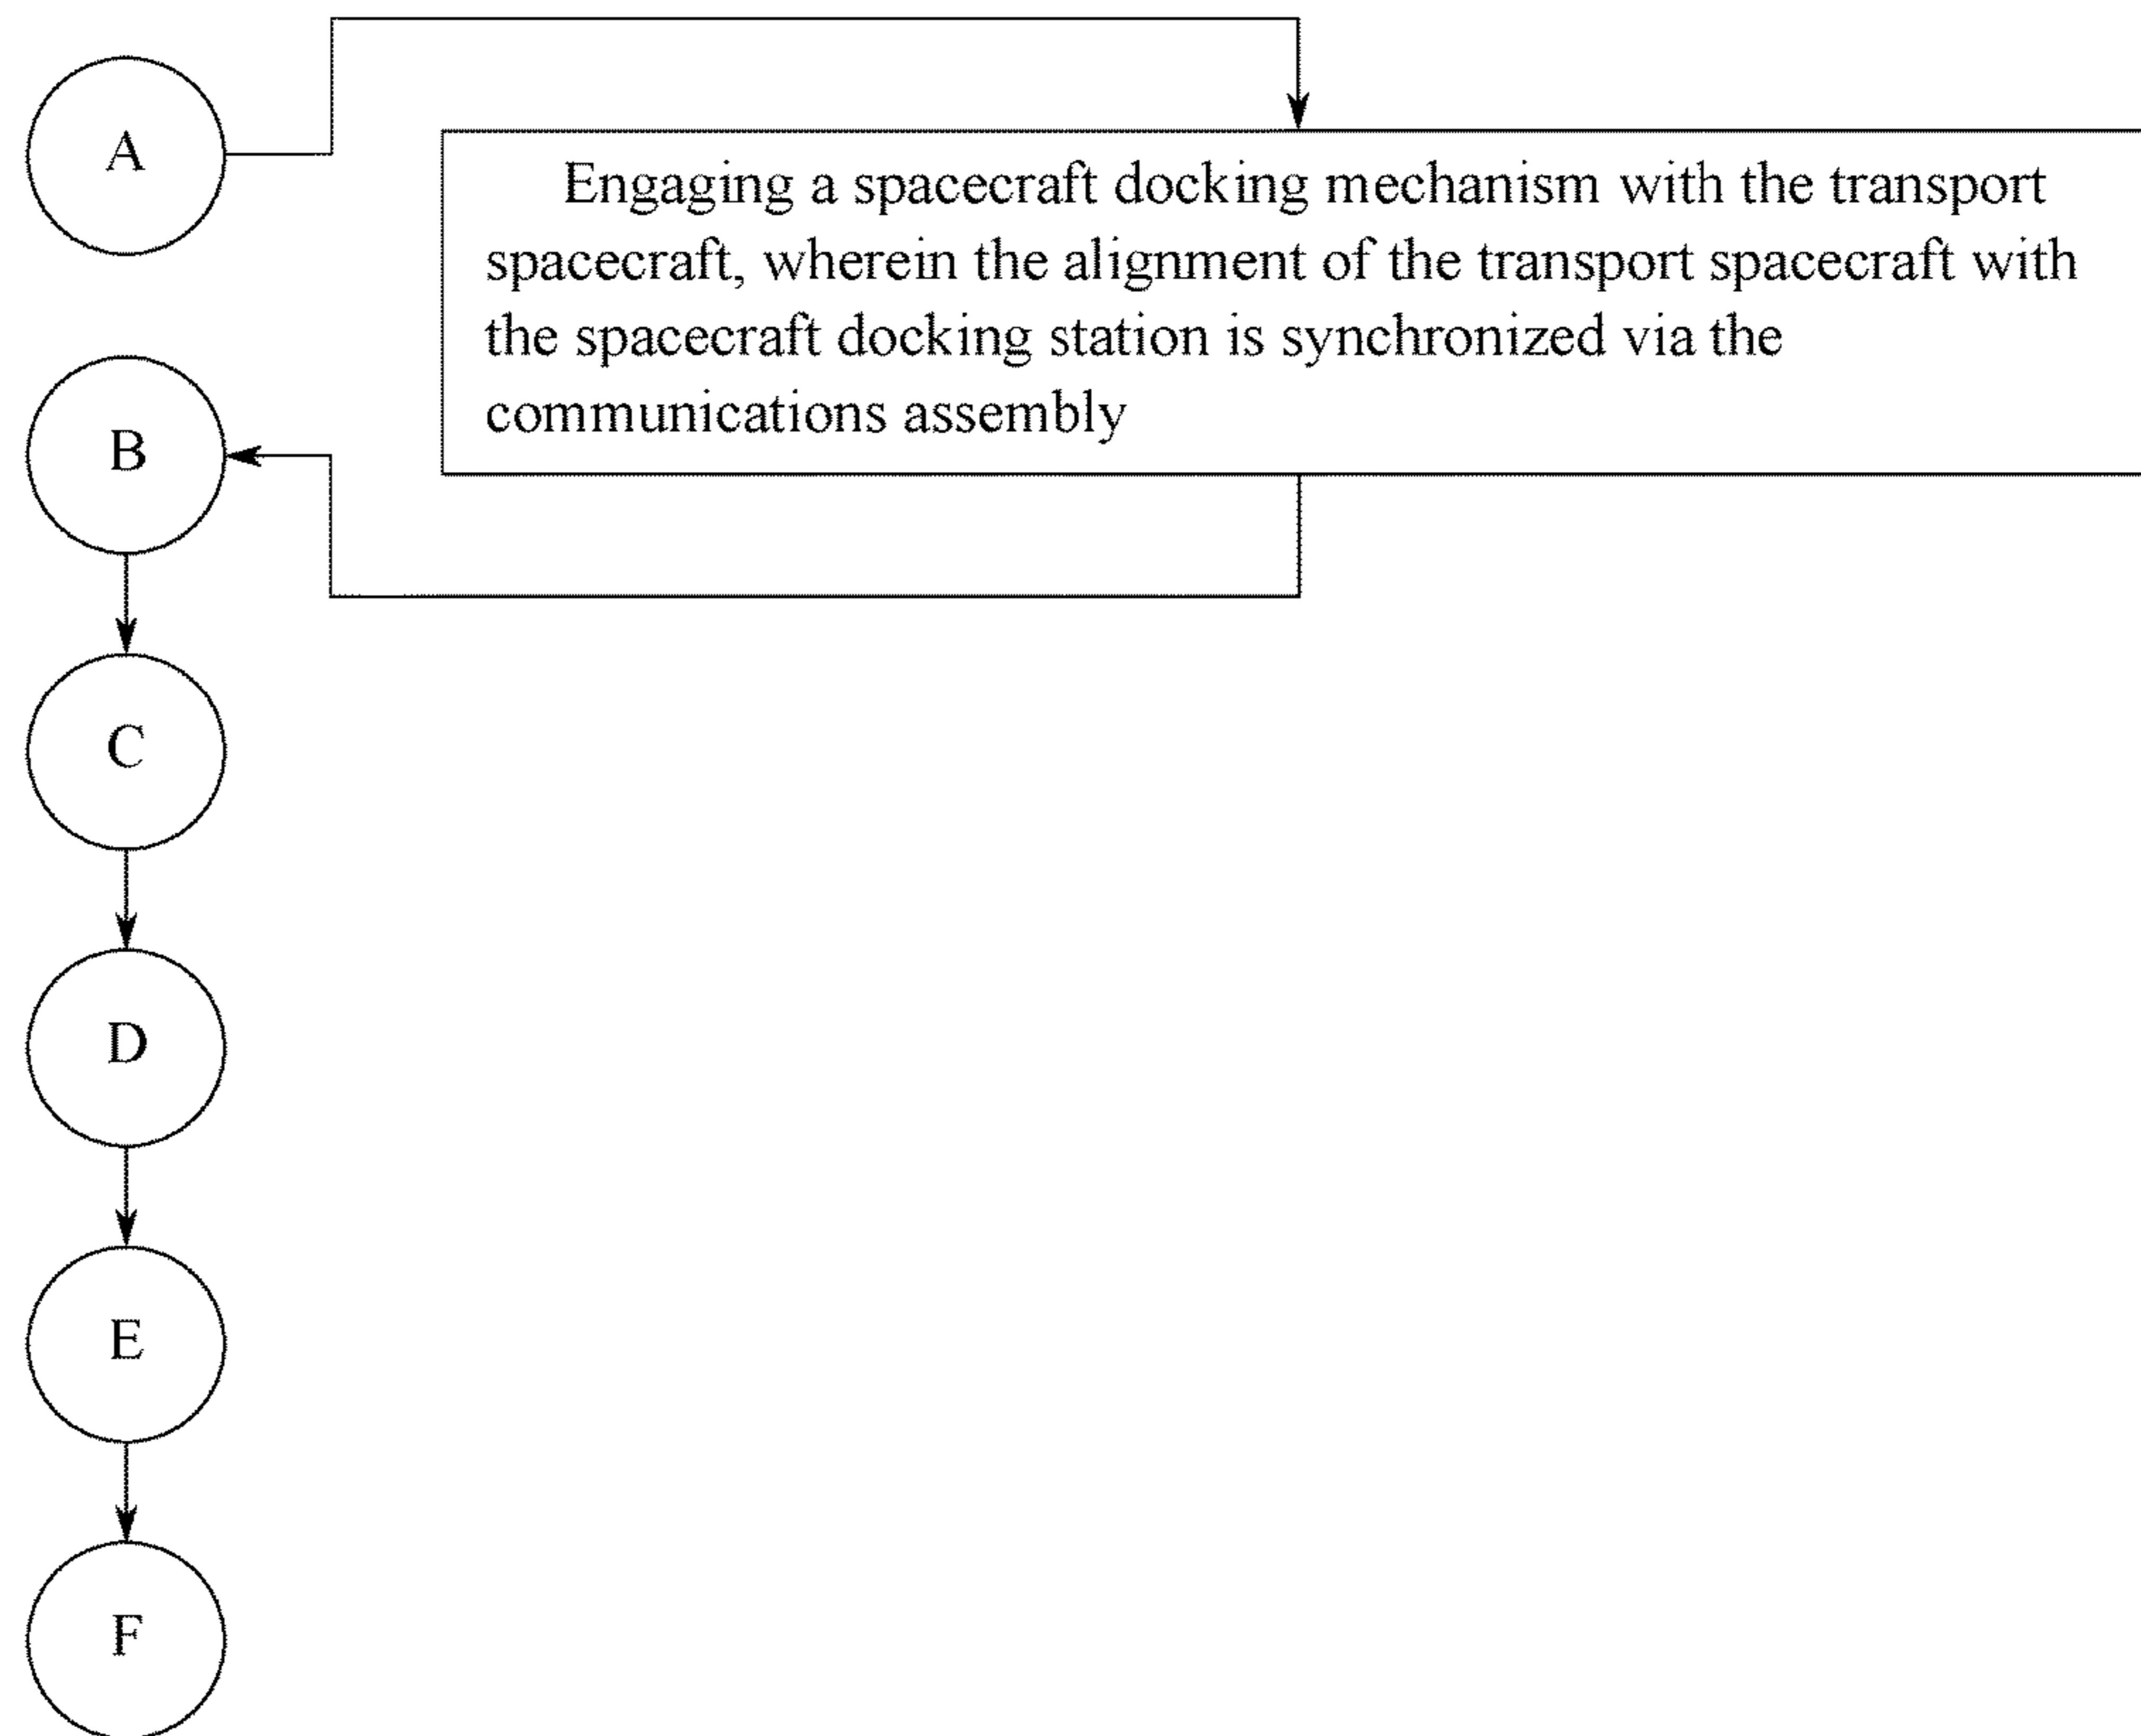 A
Engaging a spacecraft docking mechanism with the transport
spacecraft, wherein the alignment of the transport spacecraft with
the spacecraft docking station is synchronized via the
communications assembly
B
C
D
E
F